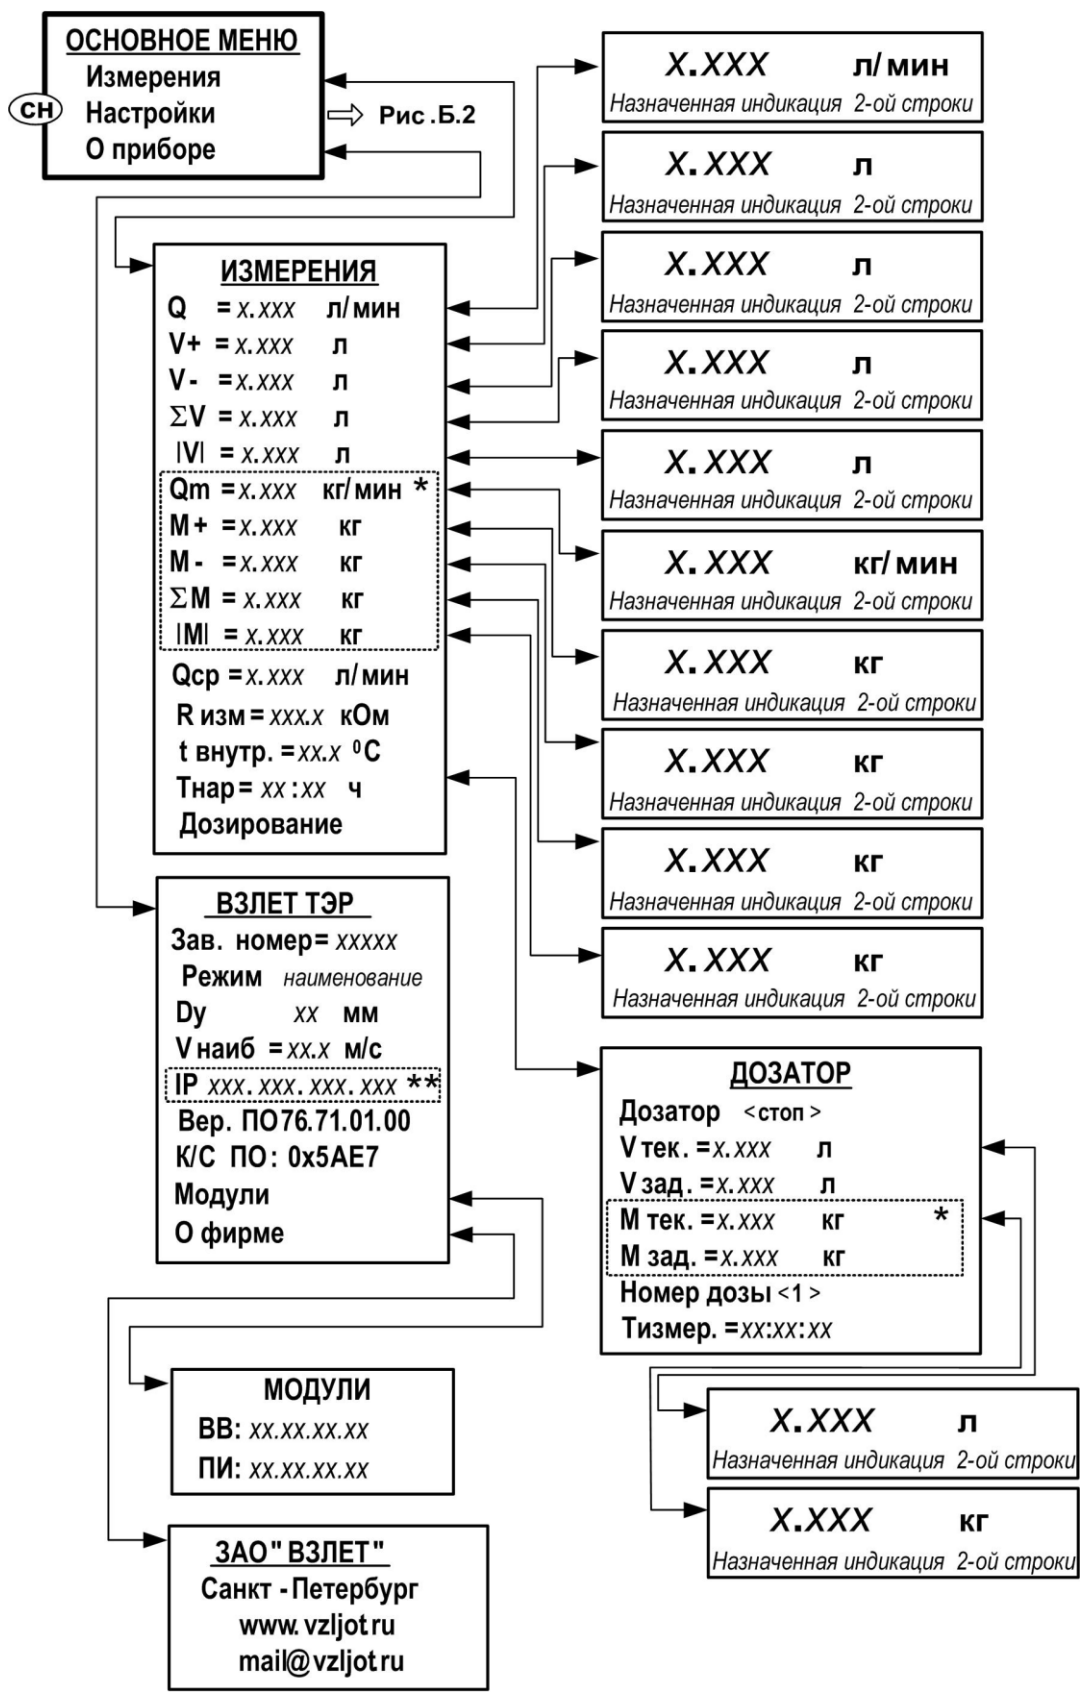 ОСНОВНОЕ МЕНЮ
Измерения
СН
Настройки
Рис.Б.2
О приборе
ИЗМЕРЕНИЯ
Q =x.xxx л/мин
V+ =x.xxx л
V- =x.xxx л
ΣV =x.xxx л
|V| =x.xxx л
Qm =x.xxx кг/мин *
M+ =x.xxx кг
M- =x.xxx кг
ΣM =x.xxx кг
|M| =x.xxx кг
Qср =x.xxx л/мин
R изм =xxx.x кОм
t внутр. =xx.x ⁰C
Тнар = xx:xx ч
Дозирование
ВЗЛЕТ ТЭР
Зав. номер= xxxxx
Режим наименование
Dy xx мм
V наиб =xx.x м/с
IP xxx.xxx.xxx.xxx **
Вер. ПО76.71.01.00
К/С ПО: 0x5AE7
Модули
О фирме
МОДУЛИ
ВВ: xx.xx.xx.xx
ПИ: xx.xx.xx.xx
ЗАО"ВЗЛЕТ"
Санкт - Петербург
www.vzljot.ru
mail@vzljot.ru
X.XXX л/мин
Назначенная индикация 2-ой строки
X.XXX л
Назначенная индикация 2-ой строки
X.XXX л
Назначенная индикация 2-ой строки
X.XXX л
Назначенная индикация 2-ой строки
X.XXX л
Назначенная индикация 2-ой строки
X.XXX кг/мин
Назначенная индикация 2-ой строки
X.XXX кг
Назначенная индикация 2-ой строки
X.XXX кг
Назначенная индикация 2-ой строки
X.XXX кг
Назначенная индикация 2-ой строки
X.XXX кг
Назначенная индикация 2-ой строки
ДОЗАТОР
Дозатор <стоп>
V тек. =x.xxx л
V зад. =x.xxx л
М тек. =x.xxx кг *
М зад. =x.xxx кг
Номер дозы <1>
Тизмер. =xx:xx:xx
X.XXX л
Назначенная индикация 2-ой строки
X.XXX кг
Назначенная индикация 2-ой строки